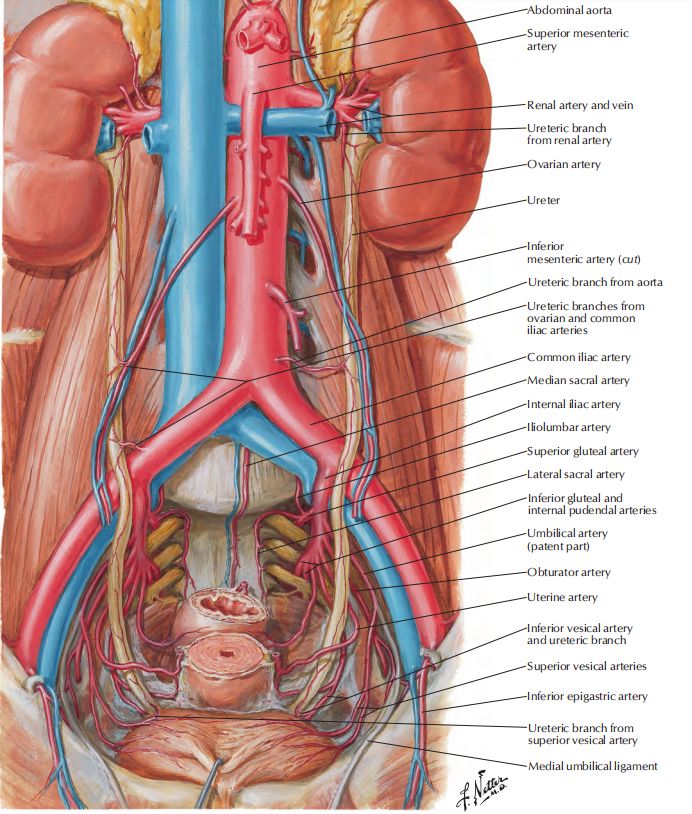 Abdominal aorta
Superior mesenteric
artery
Renal artery and vein
Ureteric branch
from renal artery
Ovarian artery
Ureter
Inferior
mesenteric artery (cut)
Ureteric branch from aorta
Ureteric branches from
ovarian and common
iliac arteries
Common iliac artery
Median sacral artery
Internal iliac artery
Iliolumbar artery
Superior gluteal artery
Lateral sacral artery
Inferior gluteal and
internal pudendal arteries
Umbilical artery
(patent part)
Obturator artery
Uterine artery
Inferior vesical artery
and ureteric branch
Superior vesical arteries
Inferior epigastric artery
Ureteric branch from
superior vesical artery
Medial umbilical ligament
F. Netter
M.D.